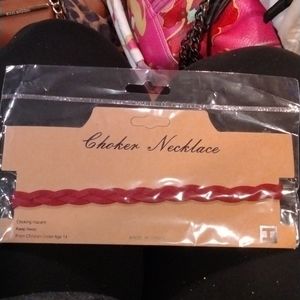 Choker Necklace
Choking Hazard
Keep Away
From Children Under Age 14